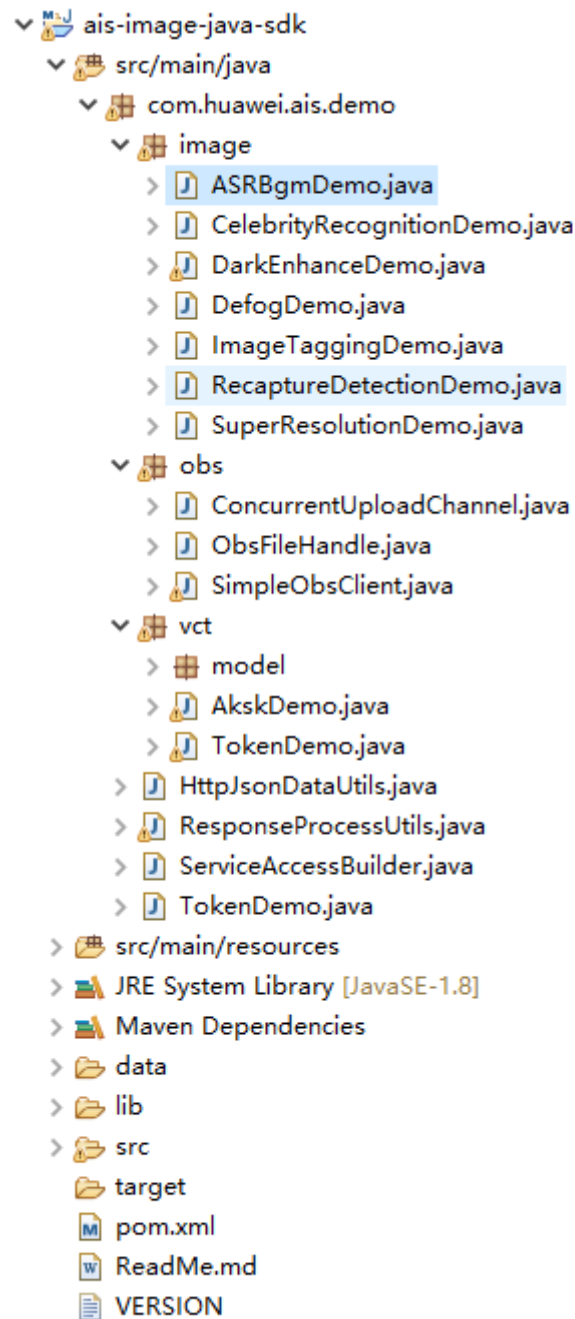 ais-image-java-sdk
src/main/java
com.huawei.ais.demo
image
ASRBgmDemo.java
CelebrityRecognitionDemo.java
DarkEnhanceDemo.java
DefogDemo.java
ImageTaggingDemo.java
RecaptureDetectionDemo.java
SuperResolutionDemo.java
obs
ConcurrentUploadChannel.java
ObsFileHandle.java
SimpleObsClient.java
vct
model
AkskDemo.java
TokenDemo.java
HttpJsonDataUtils.java
ResponseProcessUtils.java
ServiceAccessBuilder.java
TokenDemo.java
src/main/resources
JRE System Library [JavaSE-1.8]
Maven Dependencies
data
lib
src
target
pom.xml
ReadMe.md
VERSION